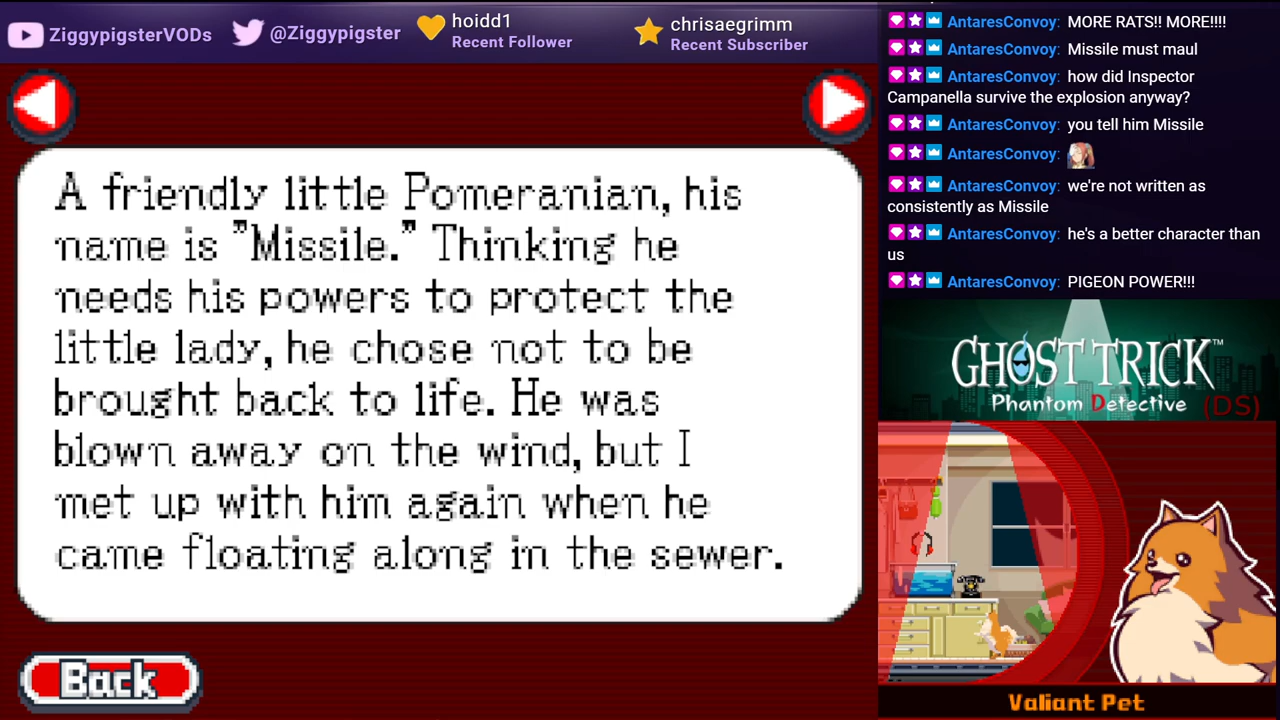 ZiggypigsterVODs
@Ziggypigster
hoidd1
Recent Follower
chrisaegrimm
Recent Subscriber
A friendly little Pomeranian, his
name is "Missile." Thinking he
needs his powers to protect the
little lady, he chose not to be
brought back to life. He was
blown away on the wind, but I
met up with him again when he
came floating along in the sewer.
Back
AntaresConvoy: MORE RATS!! MORE!!!!
AntaresConvoy: Missile must maul
AntaresConvoy: how did Inspector
Campanella survive the explosion anyway?
AntaresConvoy: you tell him Missile
AntaresConvoy:
AntaresConvoy: we're not written as
consistently as Missile
AntaresConvoy: he's a better character than
us
AntaresConvoy: PIGEON POWER!!!
GHOST TRICK™
Phantom Detective (DS)
Valiant Pet